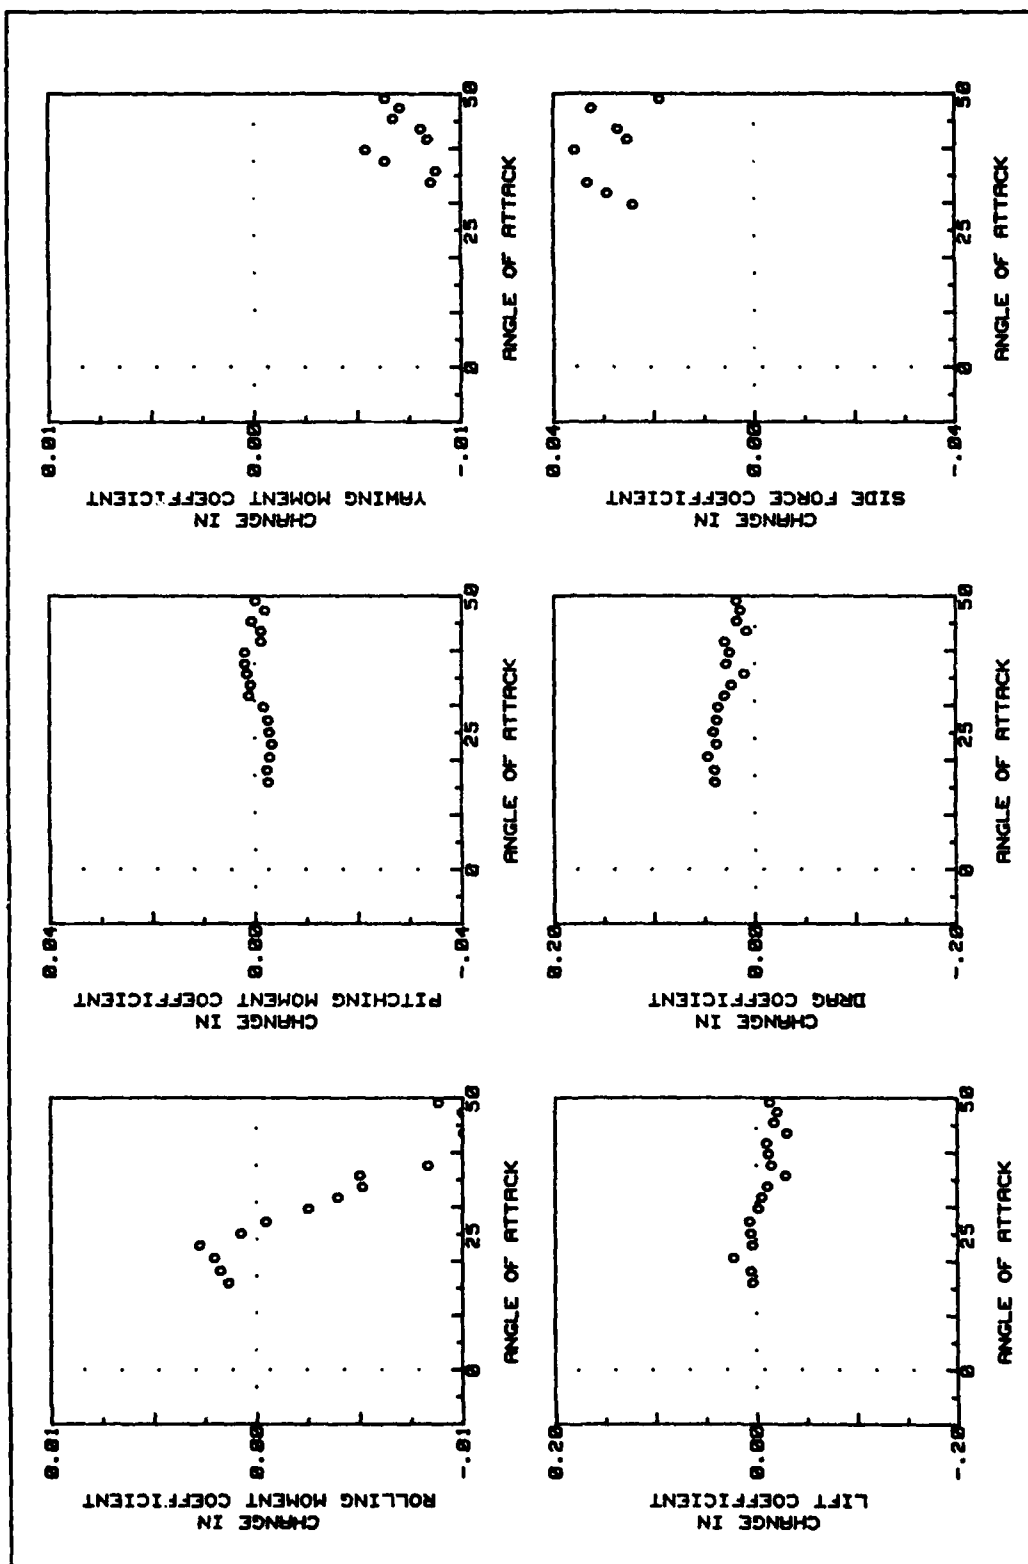 CHANGE IN
ROLLING MOMENT COEFFICIENT
0.01
0.00
-.01
0
25
50
ANGLE OF ATTACK
CHANGE IN
PITCHING MOMENT COEFFICIENT
0.04
0.00
-.04
0
25
50
ANGLE OF ATTACK
CHANGE IN
YAWING MOMENT COEFFICIENT
0.01
0.00
-.01
0
25
50
ANGLE OF ATTACK
CHANGE IN
LIFT COEFFICIENT
0.20
0.00
-.20
0
25
50
ANGLE OF ATTACK
CHANGE IN
DRAG COEFFICIENT
0.20
0.00
-.20
0
25
50
ANGLE OF ATTACK
CHANGE IN
SIDE FORCE COEFFICIENT
0.04
0.00
-.04
0
25
50
ANGLE OF ATTACK